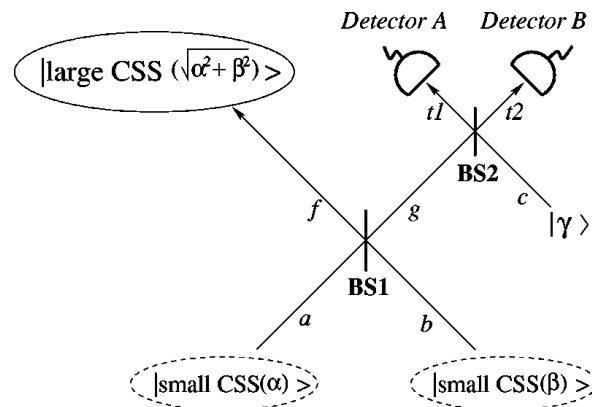 Detector A
Detector B
|large CSS (√α²+β²) >
t1
t2
BS2
f
g
c
|γ⟩
BS1
a
b
|small CSS(α) >
|small CSS(β) >